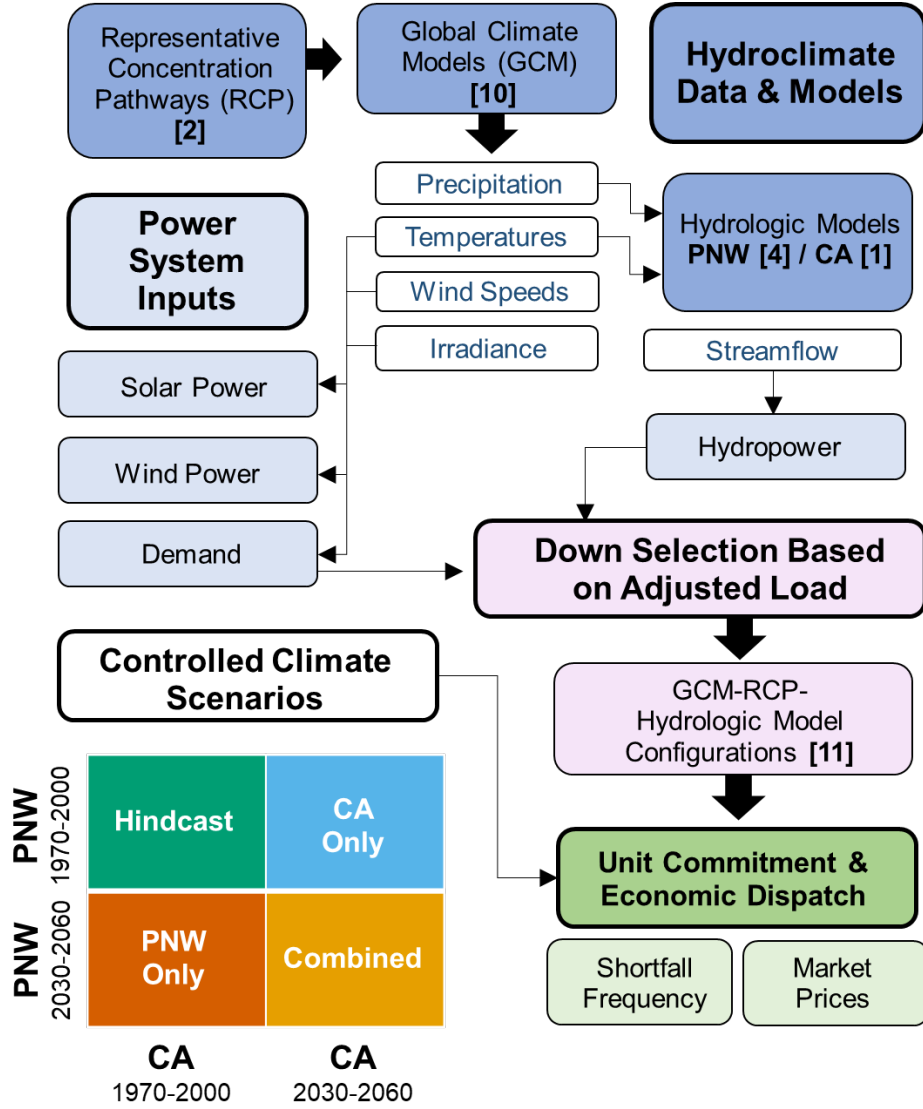 Representative
Concentration
Pathways (RCP)
[2]
Global Climate
Models (GCM)
[10]
Hydroclimate
Data & Models
Precipitation
Temperatures
Wind Speeds
Irradiance
Hydrologic Models
PNW [4] / CA [1]
Power
System
Inputs
Streamflow
Solar Power
Wind Power
Demand
Hydropower
Down Selection Based
on Adjusted Load
Controlled Climate
Scenarios
GCM-RCP-
Hydrologic Model
Configurations [11]
PNW
1970-2000
Hindcast
CA
Only
PNW
2030-2060
PNW
Only
Combined
CA
1970-2000
CA
2030-2060
Unit Commitment &
Economic Dispatch
Shortfall
Frequency
Market
Prices